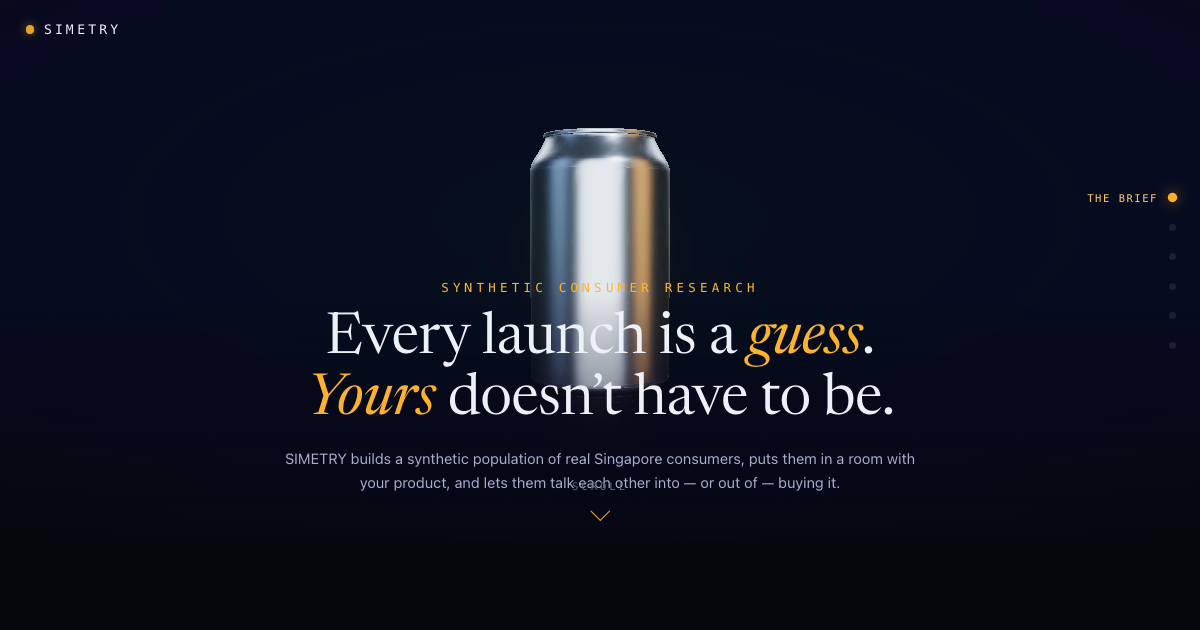 SIMETRY
THE BRIEF
SYNTHETIC CONSUMER RESEARCH
Every launch is a guess.
Yours doesn’t have to be.
SIMETRY builds a synthetic population of real Singapore consumers, puts them in a room with
your product, and lets them talk each other into — or out of — buying it.